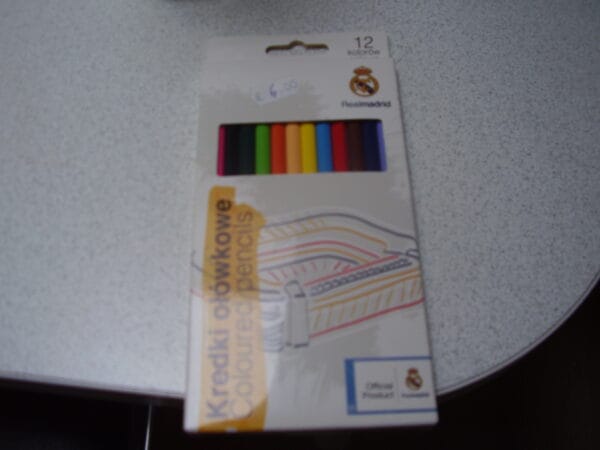 12
kolorów
Realmadrid
Kredki ołówkowe
Coloured pencils
Official
Product